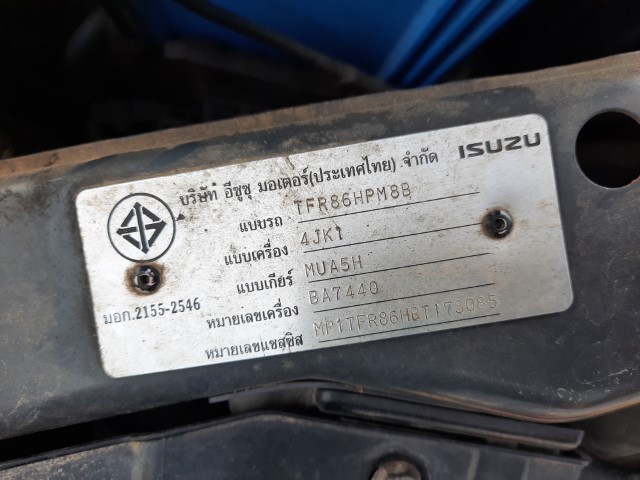 บริษัท อีซูซุ มอเตอร์(ประเทศไทย) จำกัด ISUZU
แบบรถ TFR86HPM8B
แบบเครื่อง 4JK1
แบบเกียร์ MUA5H
หมายเลขเครื่อง BA7440
หมายเลขแชสซีส MP1TFR86HBT173085
มอก.2155-2546